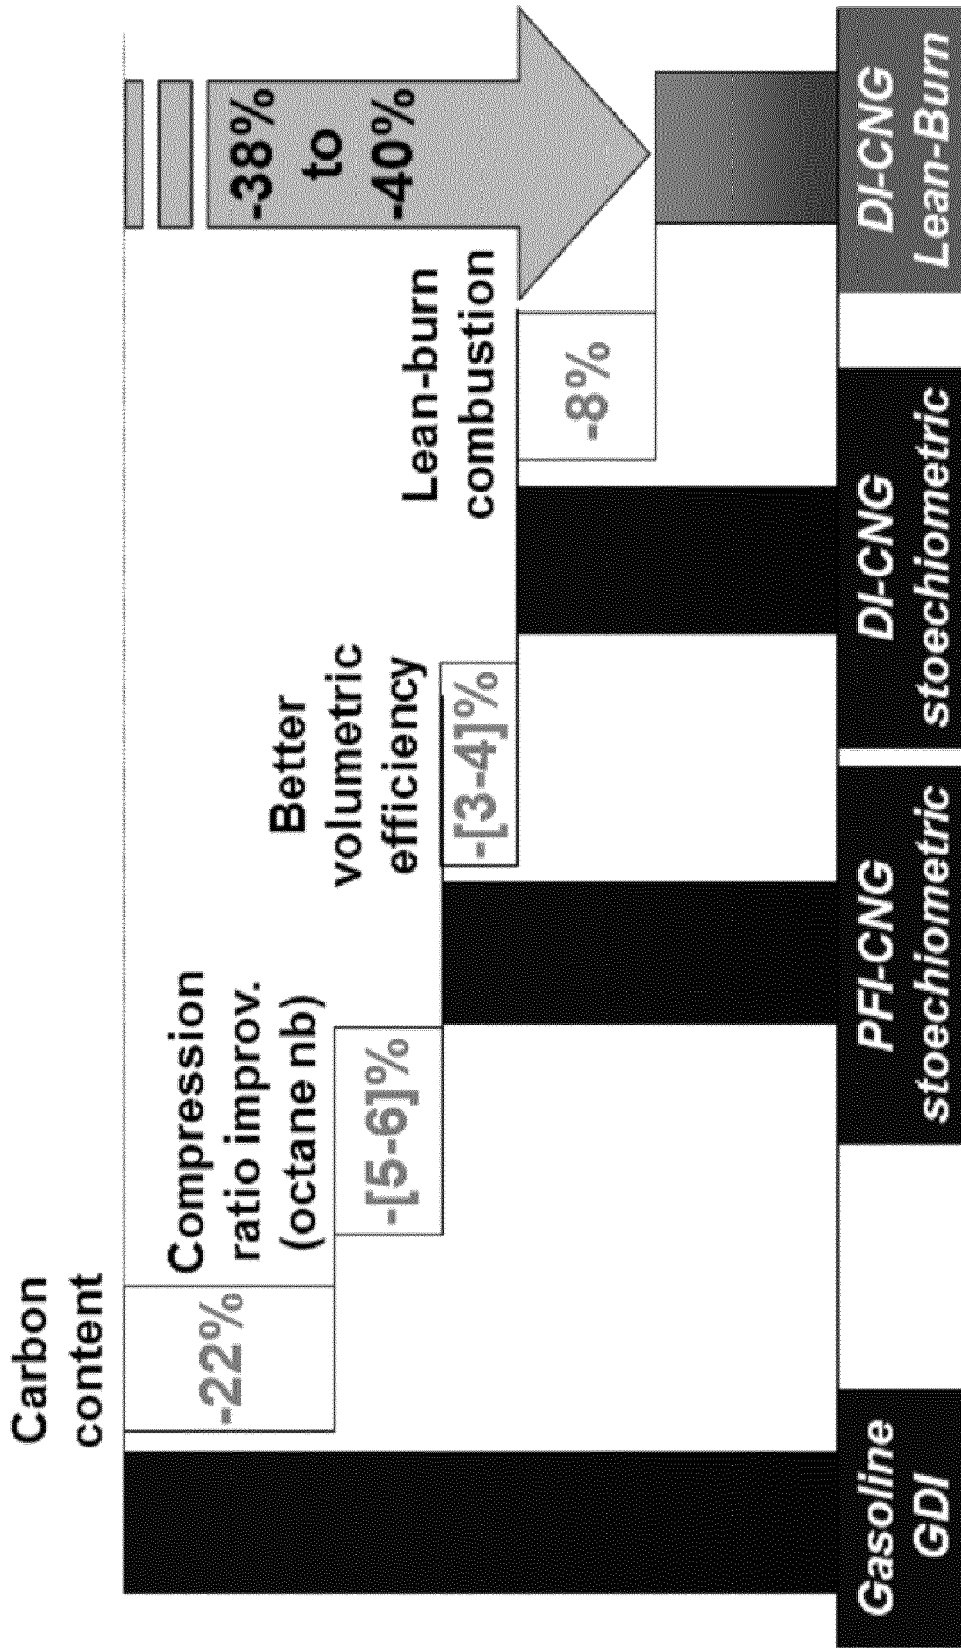 Carbon
content
-22%
Compression
ratio improv.
(octane nb)
-[5-6]%
Better
volumetric
efficiency
-[3-4]%
Lean-burn
combustion
-8%
-38%
to
-40%
Gasoline
GDI
PFI-CNG
stoechiometric
DI-CNG
stoechiometric
DI-CNG
Lean-Burn